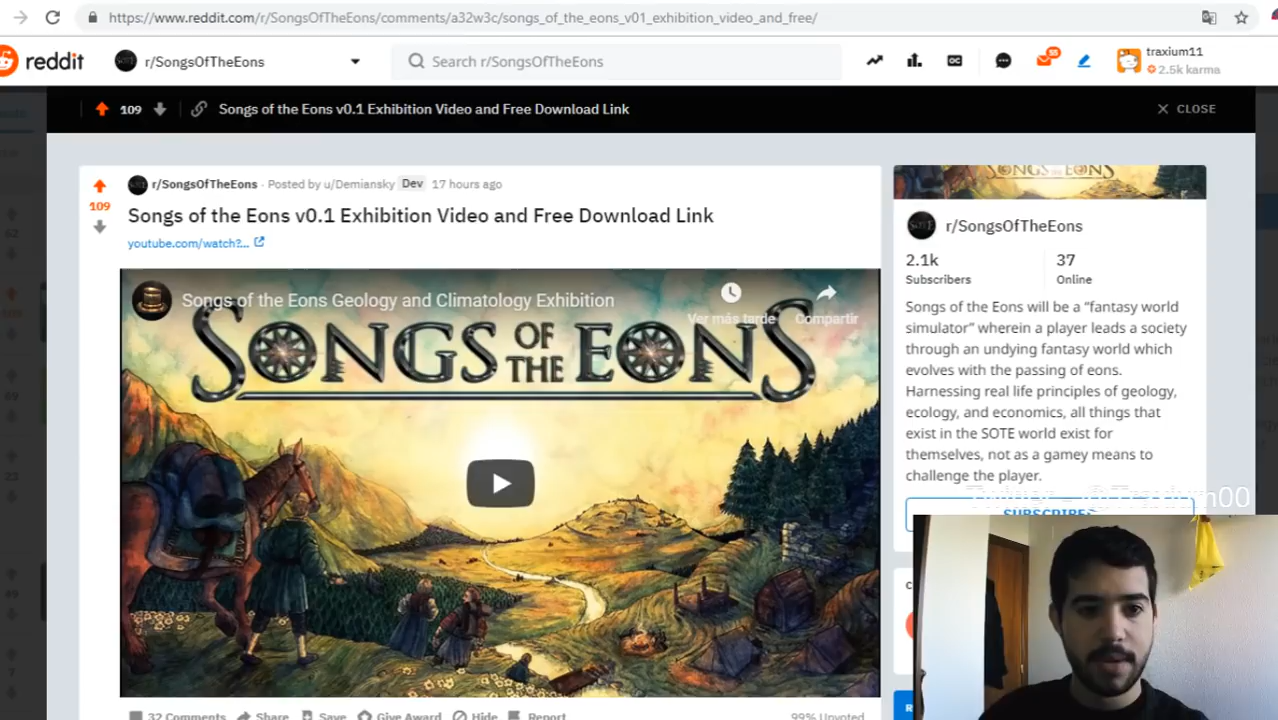 https://www.reddit.com/r/SongsOfTheEons/comments/a32w3c/songs_of_the_eons_v01_exhibition_video_and_free/
reddit
r/SongsOfTheEons
Search r/SongsOfTheEons
traxium11
2.5k karma
109
Songs of the Eons v0.1 Exhibition Video and Free Download Link
CLOSE
r/SongsOfTheEons · Posted by u/Demiansky Dev 17 hours ago
109
Songs of the Eons v0.1 Exhibition Video and Free Download Link
youtube.com/watch?...
Songs of the Eons Geology and Climatology Exhibition
Ver más tarde
Compartir
SONGS OF THE EONS
32 Comments
Share
Save
Give Award
Hide
Report
99% Upvoted
r/SongsOfTheEons
2.1k
37
Subscribers
Online
Songs of the Eons will be a “fantasy world
simulator” wherein a player leads a society
through an undying fantasy world which
evolves with the passing of eons.
Harnessing real life principles of geology,
ecology, and economics, all things that
exist in the SOTE world exist for
themselves, not as a gamey means to
challenge the player.
SUBSCRIBE
Twitter - @Traxium00